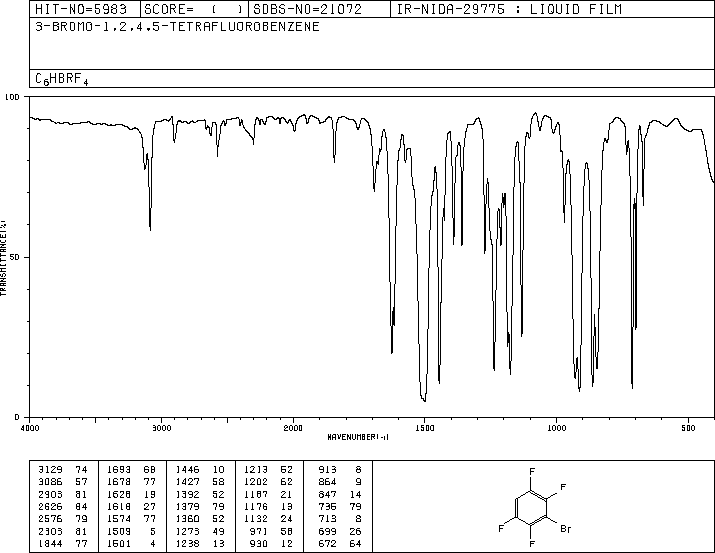 HIT-NO=5983 SCORE= ( ) SDBS-NO=21072 IR-NIDA-29775 : LIQUID FILM
3-BROMO-1,2,4,5-TETRAFLUOROBENZENE
C6HBRF4
100
50
0
TRANSMITTANCE(%)
4000 3000 2000 1500 1000 500
WAVENUMBER(-1)
3129 74 1693 68 1446 10 1213 52 913 8
3086 57 1678 77 1427 58 1202 62 864 9
2903 81 1628 19 1392 52 1187 21 847 14
2626 84 1618 27 1379 79 1176 13 735 79
2576 79 1574 77 1360 52 1132 24 713 8
2303 81 1509 5 1273 49 971 58 699 26
1844 77 1501 4 1238 13 930 12 672 64
F
F
F
Br
F